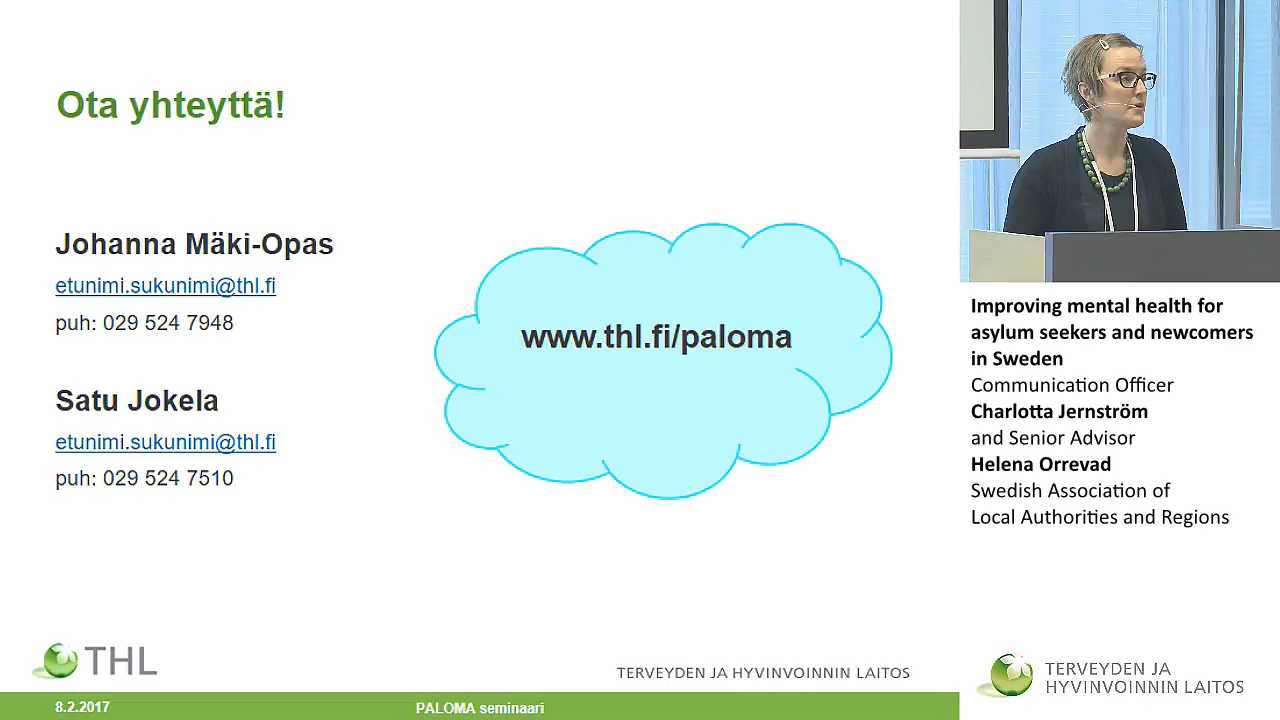 Ota yhteyttä!
Johanna Mäki-Opas
etunimi.sukunimi@thl.fi
puh: 029 524 7948
Satu Jokela
etunimi.sukunimi@thl.fi
puh: 029 524 7510
www.thl.fi/paloma
THL
TERVEYDEN JA HYVINVOINNIN LAITOS
8.2.2017
PALOMA seminaari
Improving mental health for
asylum seekers and newcomers
in Sweden
Communication Officer
Charlotta Jernström
and Senior Advisor
Helena Orrevad
Swedish Association of
Local Authorities and Regions
TERVEYDEN JA
HYVINVOINNIN LAITOS